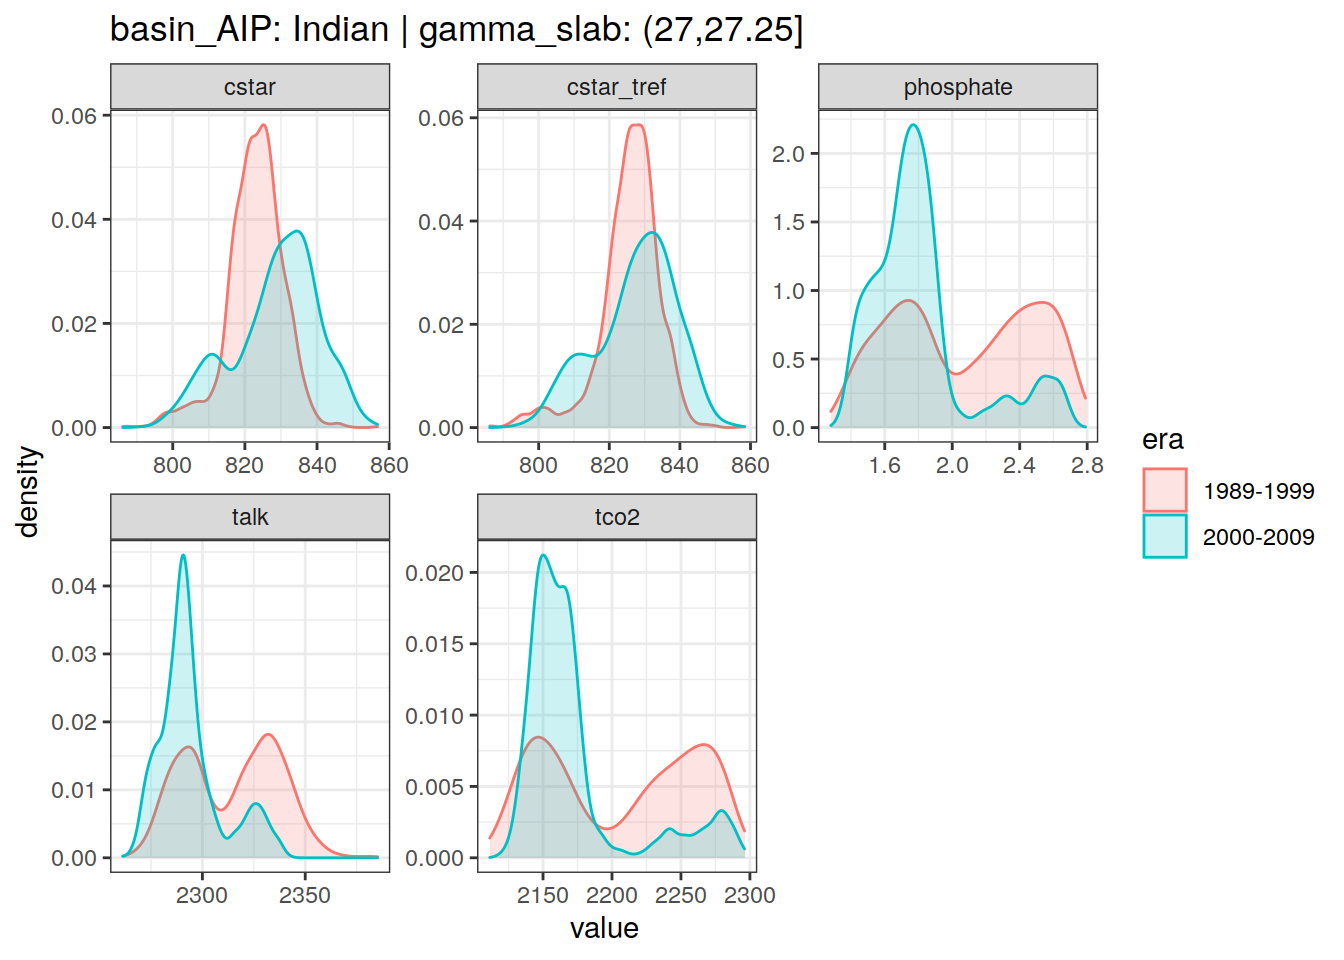 basin_AIP: Indian | gamma_slab: (27,27.25]
cstar
cstar_tref
phosphate
0.06
0.04
0.02
0.00
800 820 840 860
0.06
0.04
0.02
0.00
800 820 840 860
2.0
1.5
1.0
0.5
0.0
1.6 2.0 2.4 2.8
density
talk
tco2
0.04
0.03
0.02
0.01
0.00
2300 2350
0.020
0.015
0.010
0.005
0.000
2150 2200 2250 2300
value
era
1989-1999
2000-2009